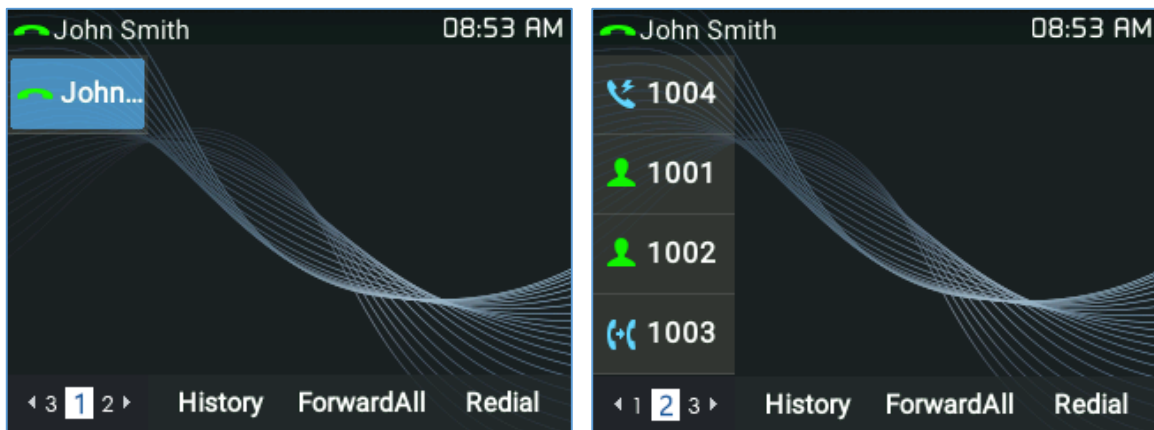 John Smith 08:53 AM
John...
3 1 2 History ForwardAll Redial
John Smith 08:53 AM
1004
1001
1002
1003
1 2 3 History ForwardAll Redial